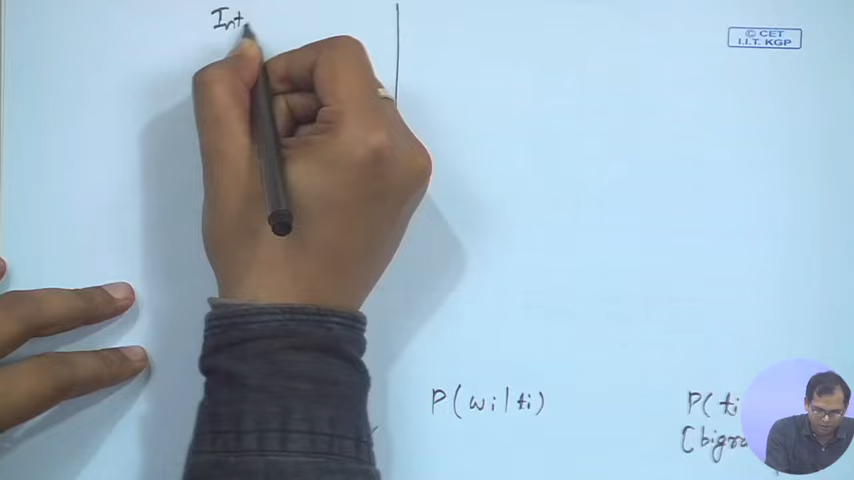 Int
© CET
I.I.T. KGP
P(wi|ti)
P(ti
(bigra